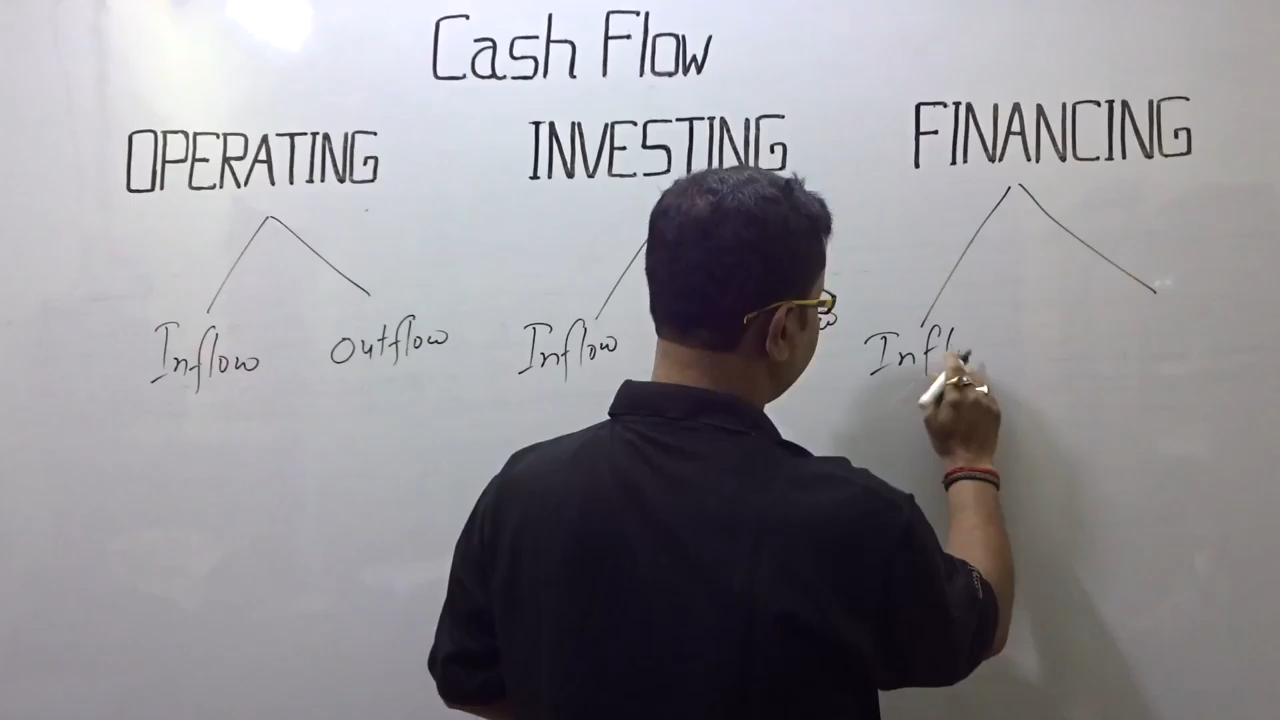 Cash Flow
OPERATING INVESTING FINANCING
Inflow Outflow Inflow Infl